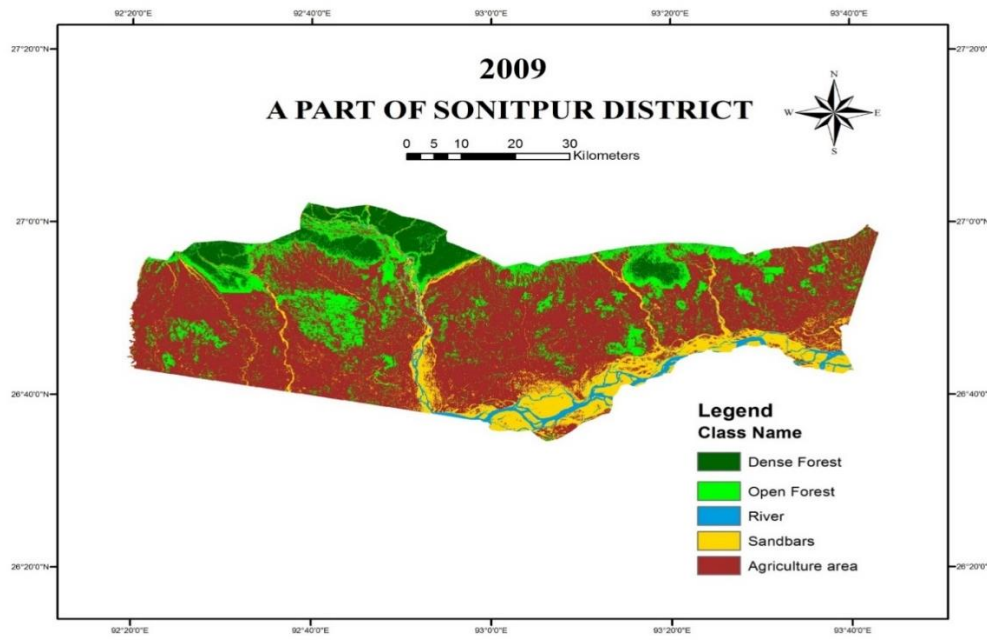 92°20'0"E 92°40'0"E 93°0'0"E 93°20'0"E 93°40'0"E
27°20'0"N 27°20'0"N
2009
A PART OF SONITPUR DISTRICT
N
W E
S
0 5 10 20 30
Kilometers
27°0'0"N 27°0'0"N
26°40'0"N 26°40'0"N
Legend
Class Name
Dense Forest
Open Forest
River
Sandbars
Agriculture area
26°20'0"N 26°20'0"N
92°20'0"E 92°40'0"E 93°0'0"E 93°20'0"E 93°40'0"E